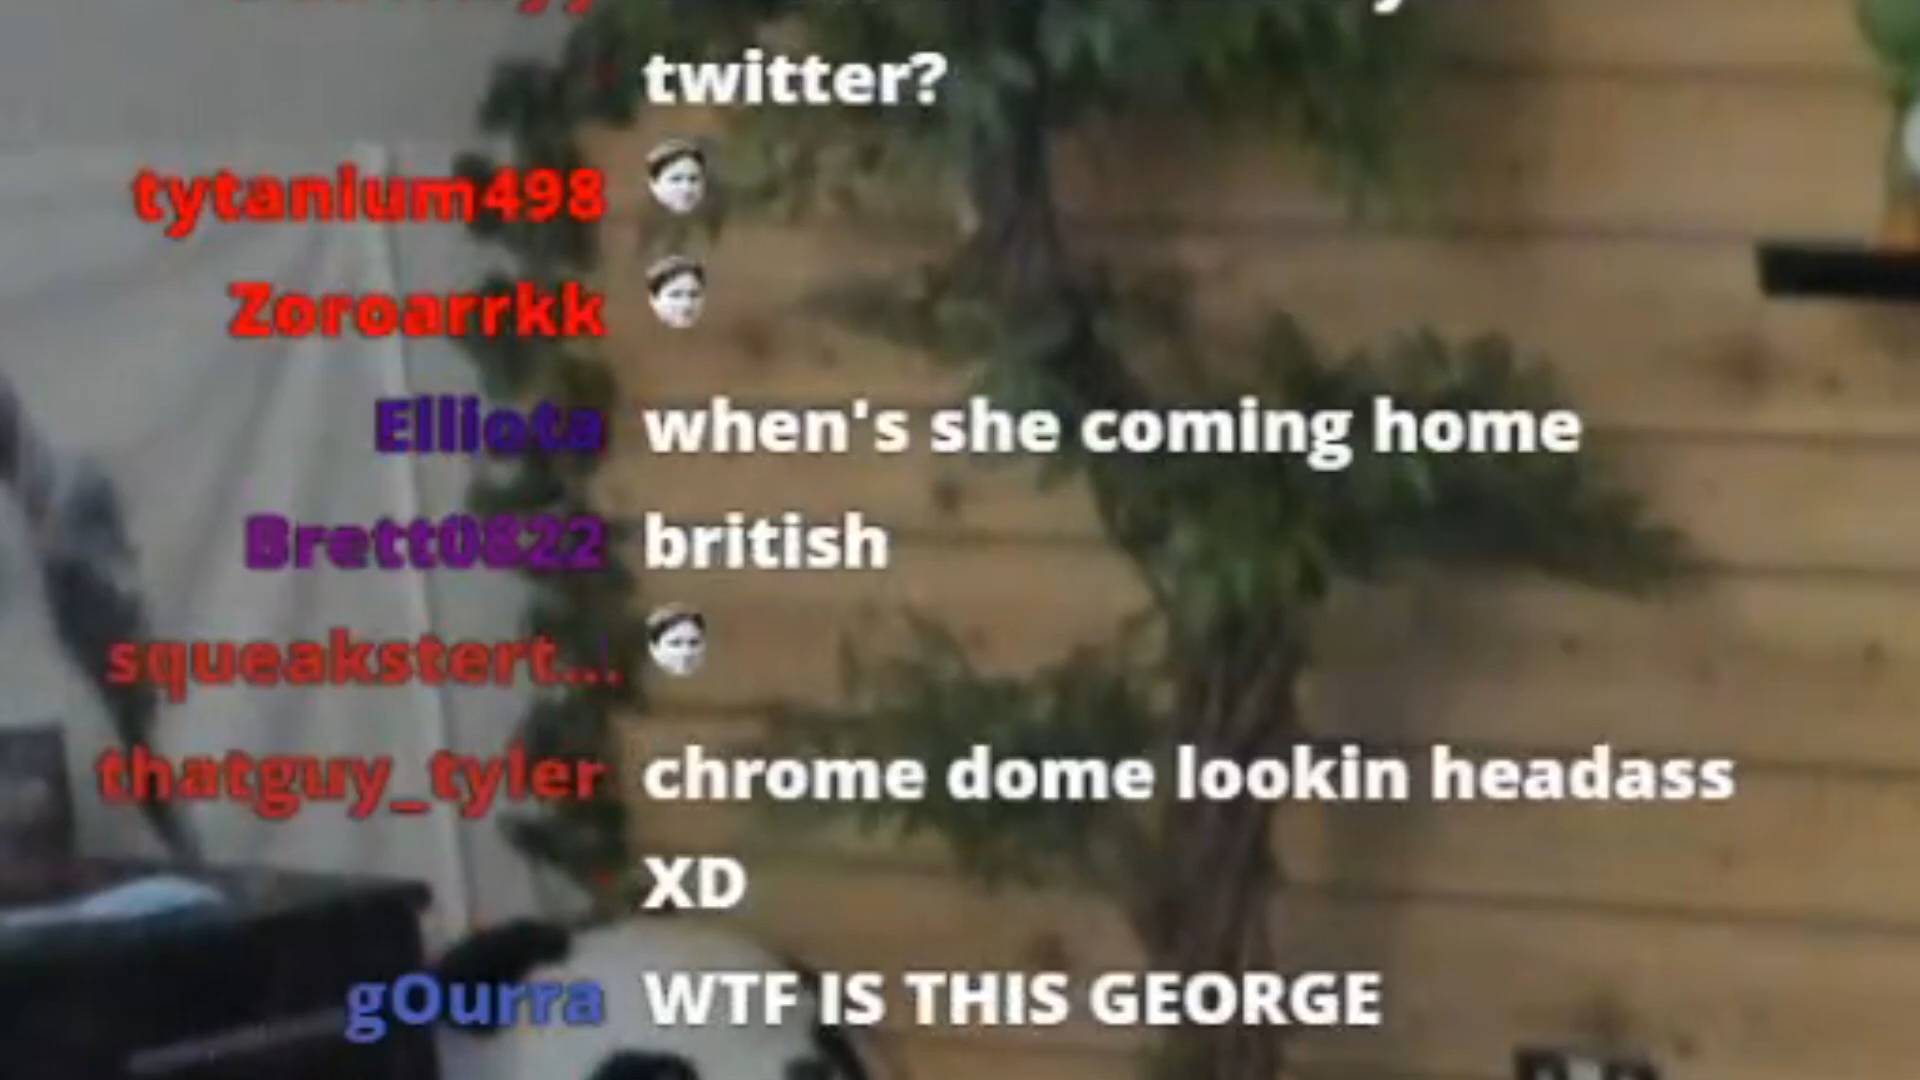 twitter?
tytanium498
Zoroarrkk
Elliota when's she coming home
Brett0822 british
squeakstert...
thatguy_tyler chrome dome lookin headass
XD
gOurra WTF IS THIS GEORGE